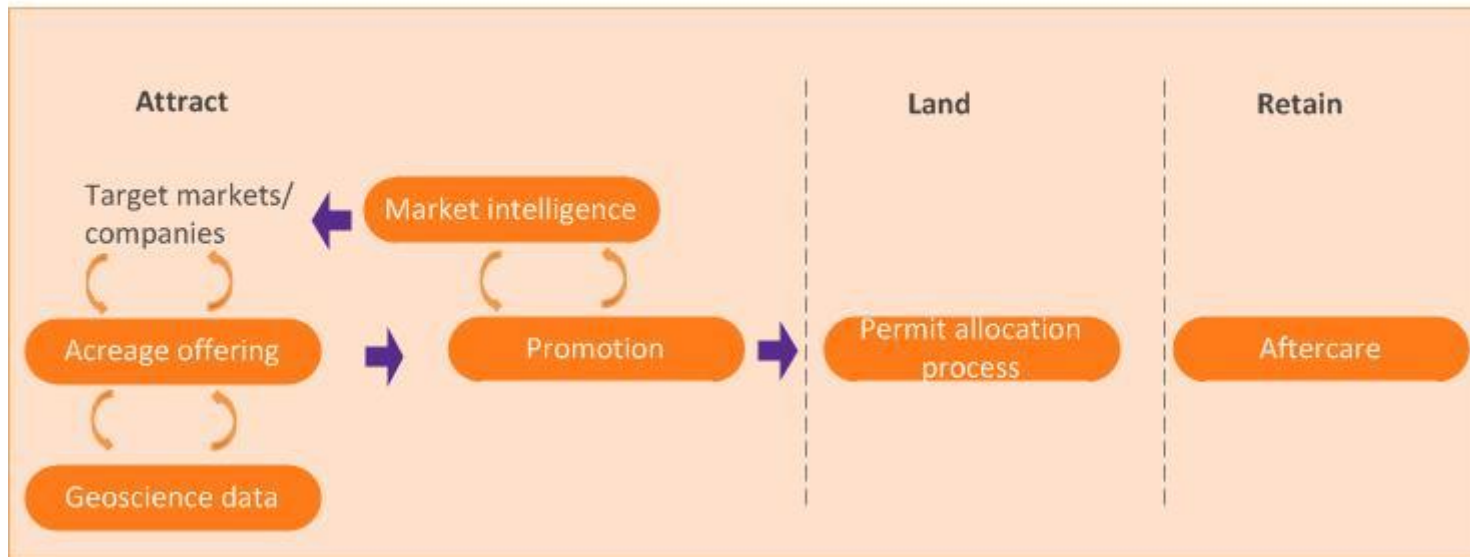 Attract
Land
Retain
Target markets/
companies
Market intelligence
Acreage offering
Promotion
Permit allocation
process
Aftercare
Geoscience data